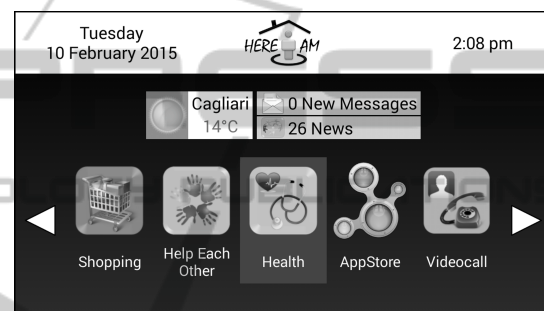 Tuesday
10 February 2015
HERE I AM
2:08 pm
Cagliari
14°C
0 New Messages
26 News
Shopping
Help Each
Other
Health
AppStore
Videocall